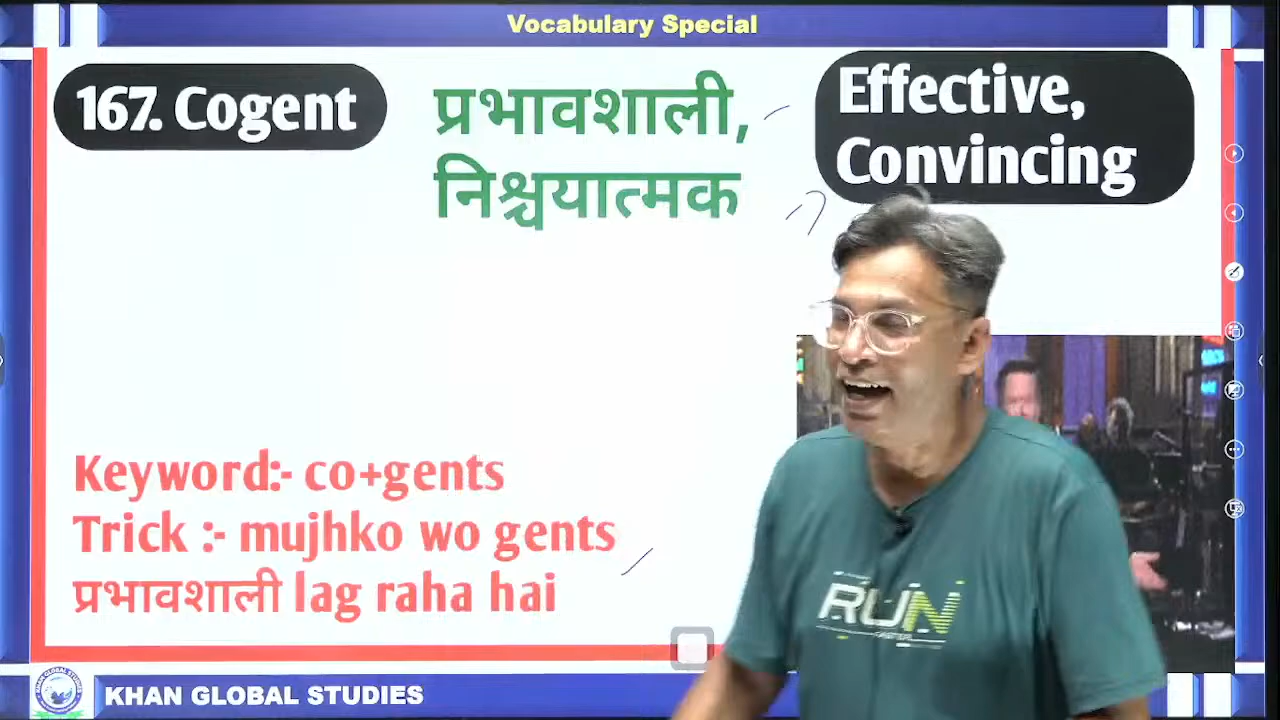 Vocabulary Special
167. Cogent
प्रभावशाली,
निश्चयात्मक
Effective,
Convincing
Keyword:- co+gents
Trick :- mujhko wo gents
प्रभावशाली lag raha hai
RUN
KHAN GLOBAL STUDIES